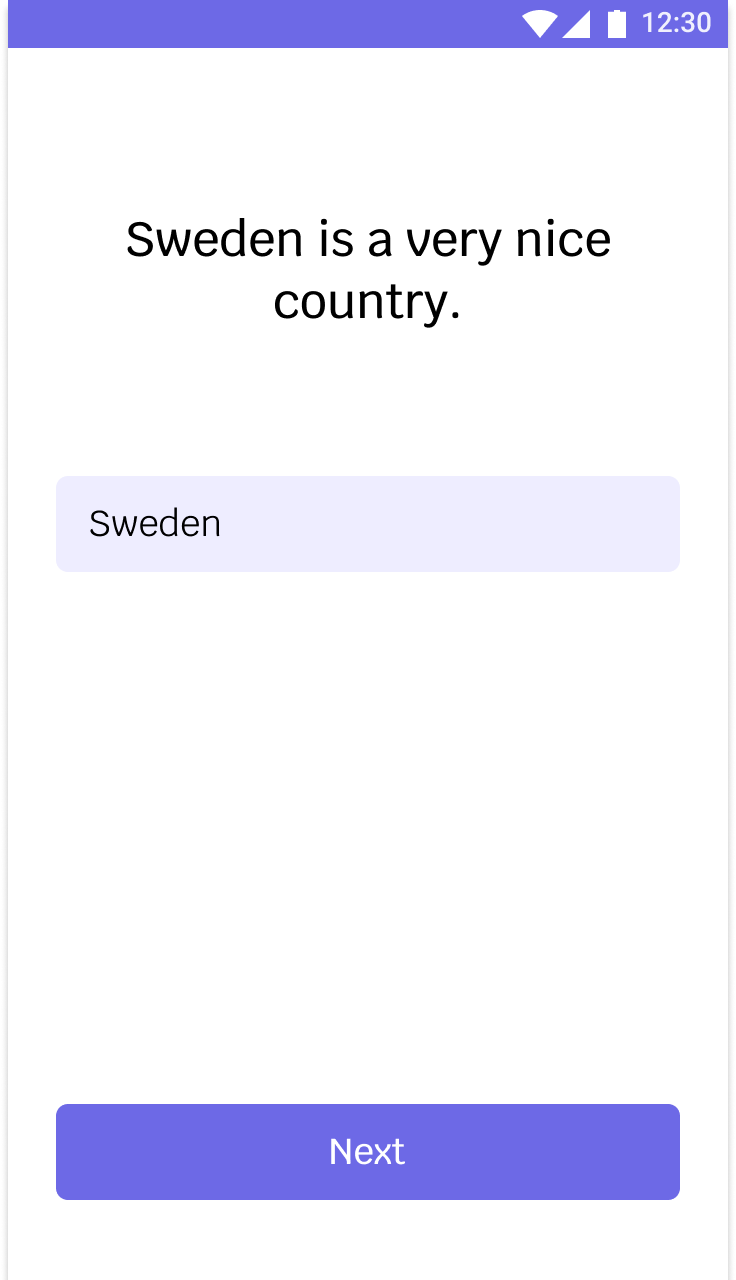 12:30
Sweden is a very nice
country.
Sweden
Next